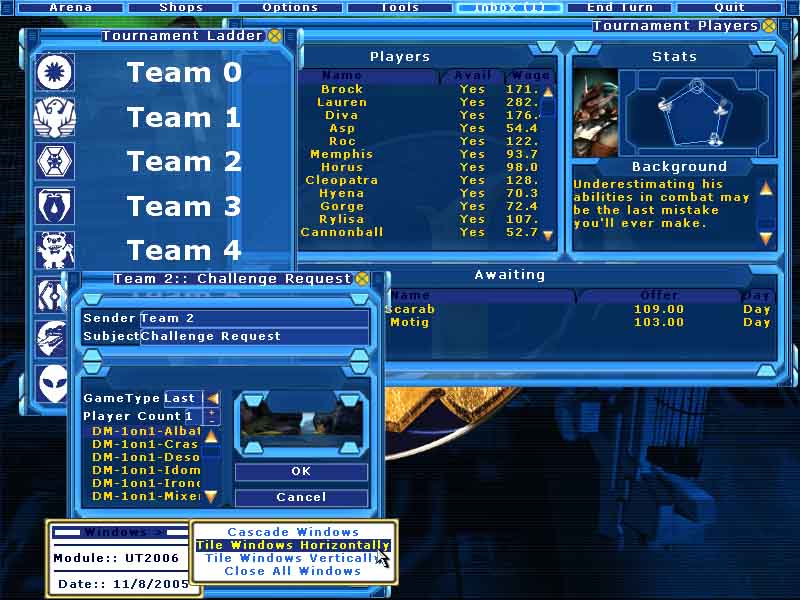 Arena Shops Options Tools Inbox (1) End Turn Quit
Tournament Ladder
Team 0
Team 1
Team 2
Team 3
Team 4
Tournament Players
Players
Name Avail Wage
Brock Yes 171.
Lauren Yes 282.
Diva Yes 176.
Asp Yes 54.4
Roc Yes 122.
Memphis Yes 93.7
Horus Yes 98.0
Cleopatra Yes 128.
Hyena Yes 70.3
Gorge Yes 72.4
Rylisa Yes 107.
Cannonball Yes 52.7
Stats
Background
Underestimating his
abilities in combat may
be the last mistake
you'll ever make.
Awaiting
Name Offer Day
Scarab 109.00 Day
Motig 103.00 Day
Team 2:: Challenge Request
Sender Team 2
Subject Challenge Request
GameType Last
Player Count 1 + -
DM-1on1-Albat
DM-1on1-Cras
DM-1on1-Deso
DM-1on1-Idom
DM-1on1-Irond
DM-1on1-Mixer
OK
Cancel
Windows >
Module:: UT2006
Date:: 11/8/2005
Cascade Windows
Tile Windows Horizontally
Tile Windows Vertically
Close All Windows